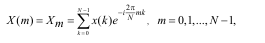 X(m) = X_m = \sum_{k=0}^{N-1} x(k) e^{-i\frac{2\pi}{N}mk}, m = 0,1,...,N−1,